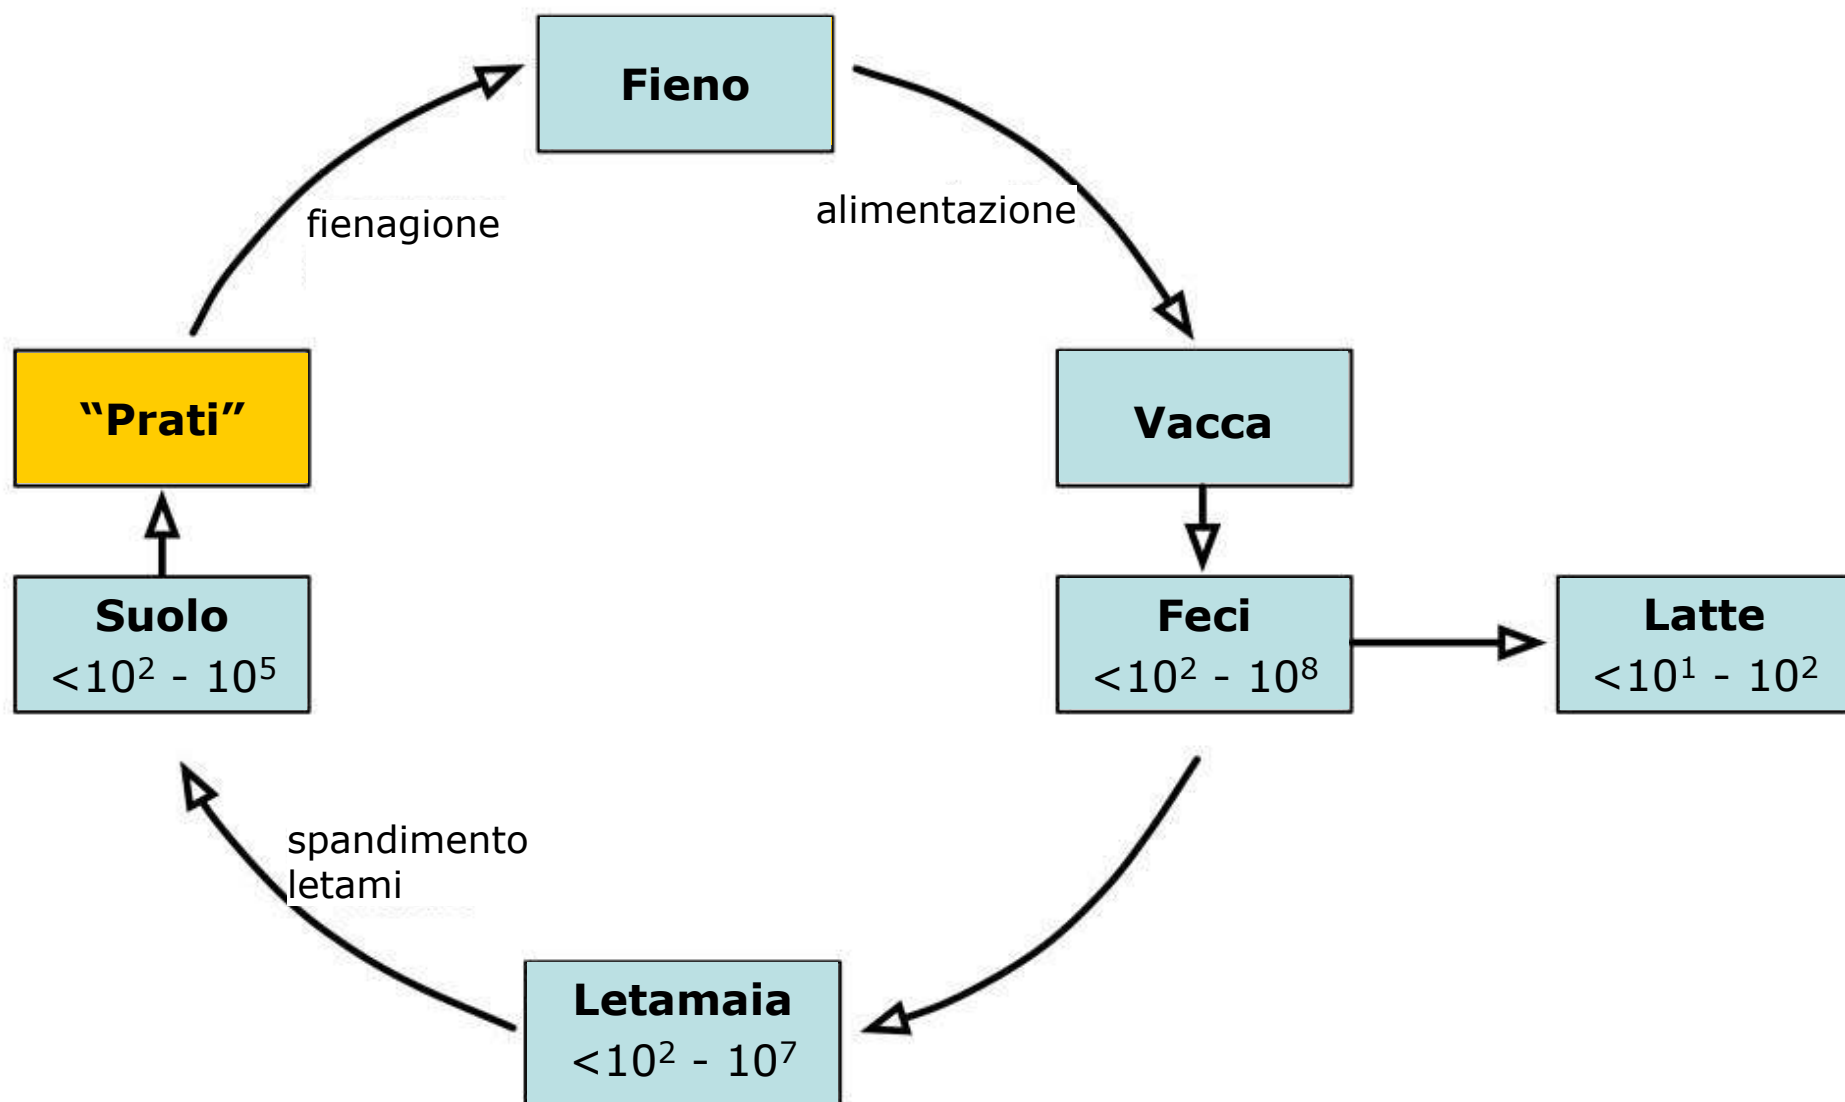 Fieno
fienagione
alimentazione
“Prati”
Vacca
Suolo
<10² - 10⁵
Feci
<10² - 10⁸
Latte
<10¹ - 10²
spandimento
letami
Letamaia
<10² - 10⁷